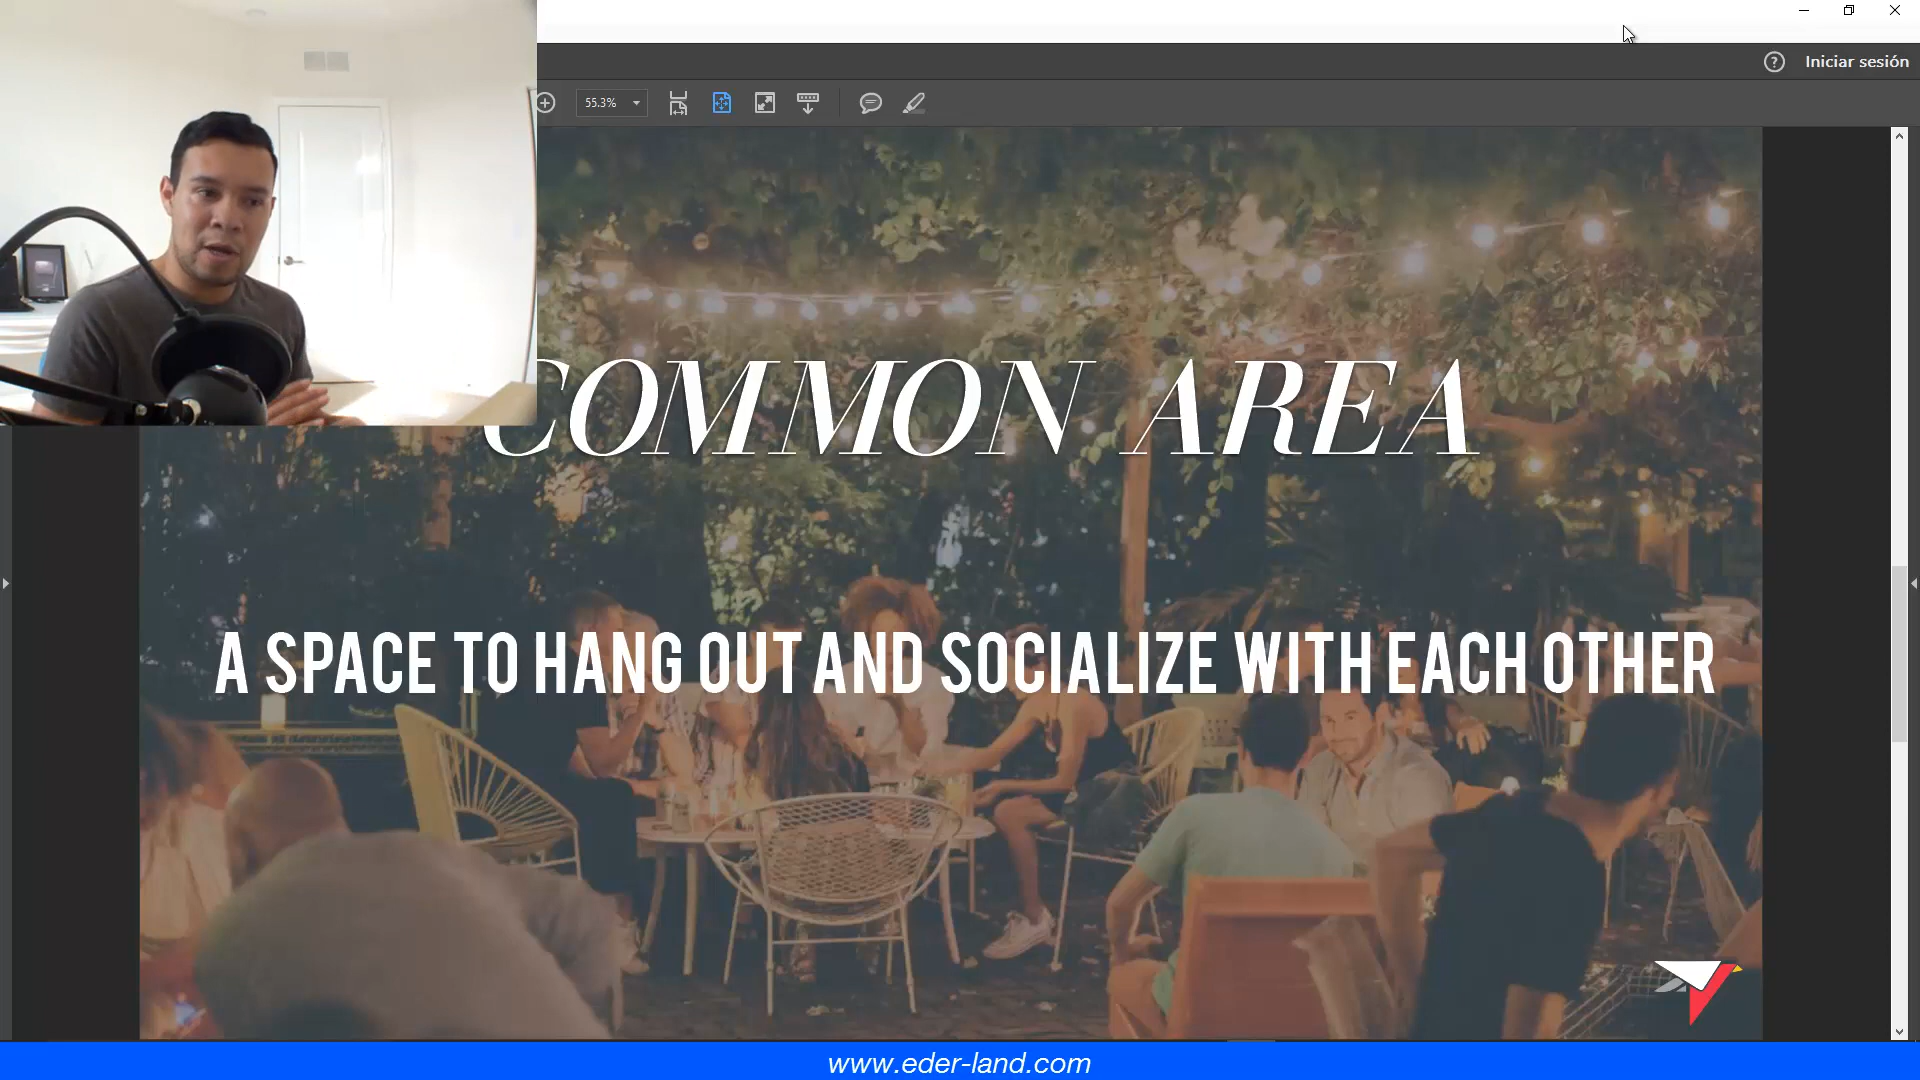 Iniciar sesión
55.3%
COMMON AREA
A SPACE TO HANG OUT AND SOCIALIZE WITH EACH OTHER
www.eder-land.com